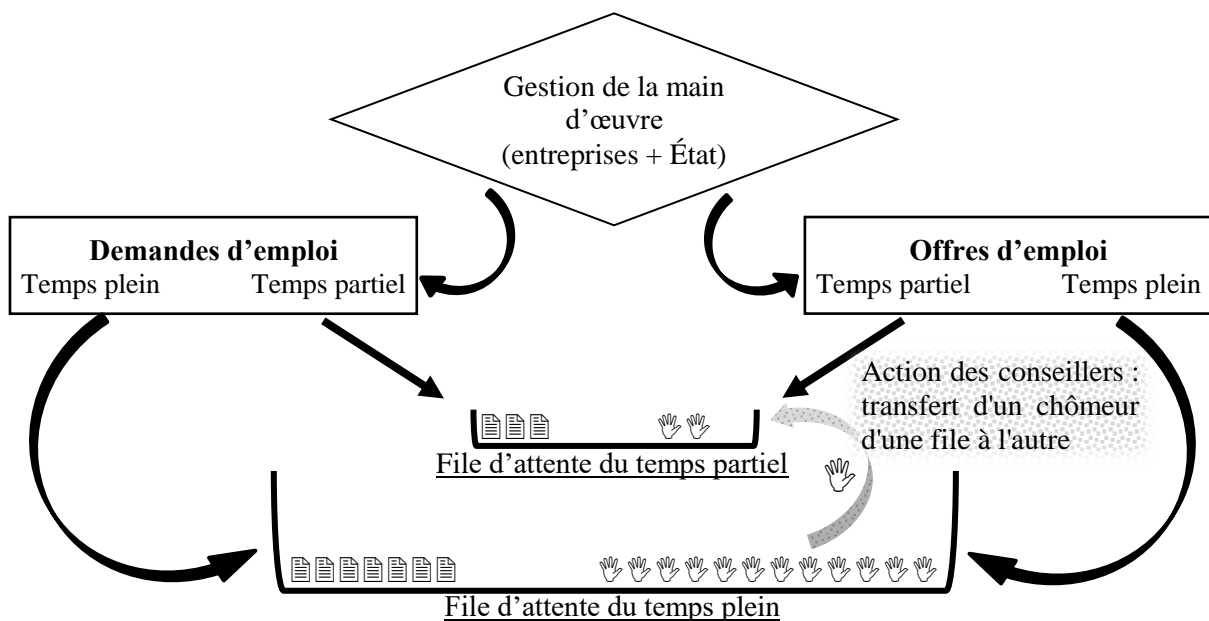 Gestion de la main
d’œuvre
(entreprises + État)
Demandes d’emploi
Temps plein Temps partiel
Offres d’emploi
Temps partiel Temps plein
Action des conseillers :
transfert d'un chômeur
d'une file à l'autre
File d’attente du temps partiel
File d’attente du temps plein